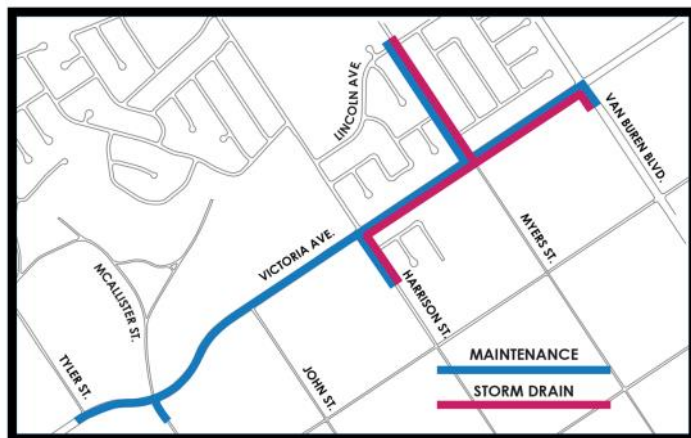 LINCOLN AVE.
VAN BUREN BLVD.
VICTORIA AVE.
MYERS ST.
MCALLISTER ST.
HARRISON ST.
TYLER ST.
JOHN ST.
MAINTENANCE
STORM DRAIN